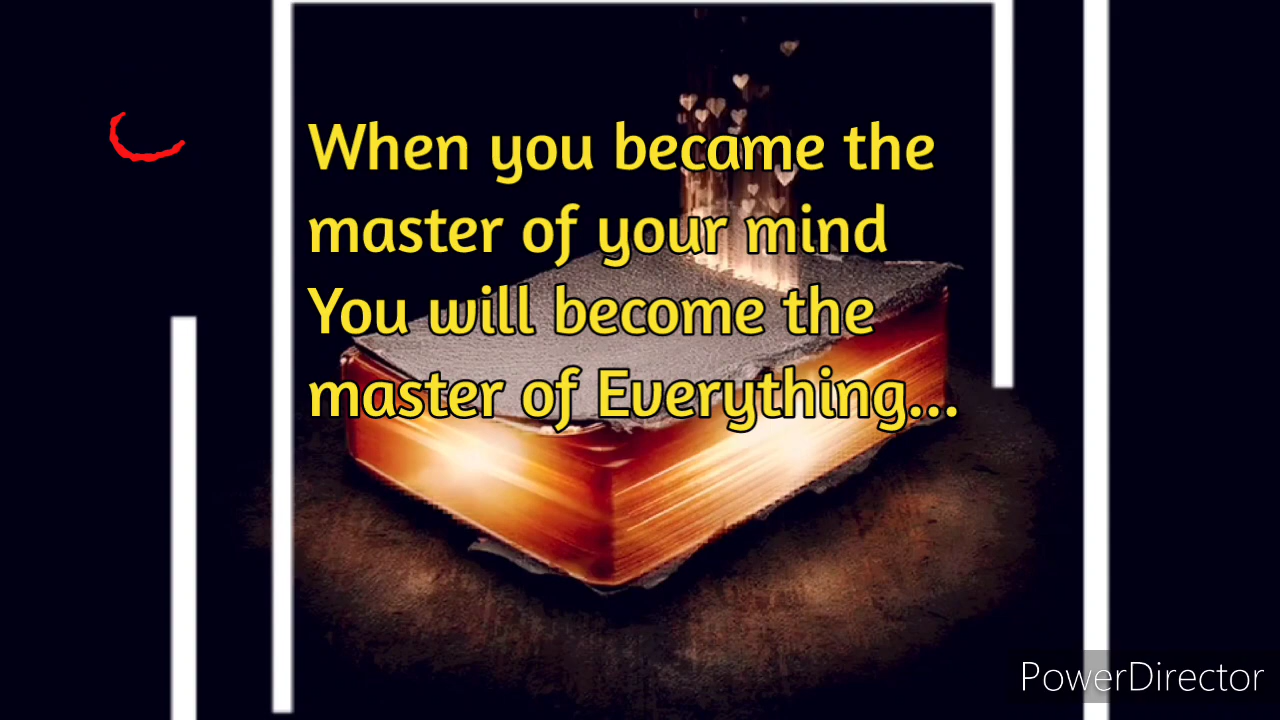 When you became the
master of your mind
You will become the
master of Everything...
PowerDirector